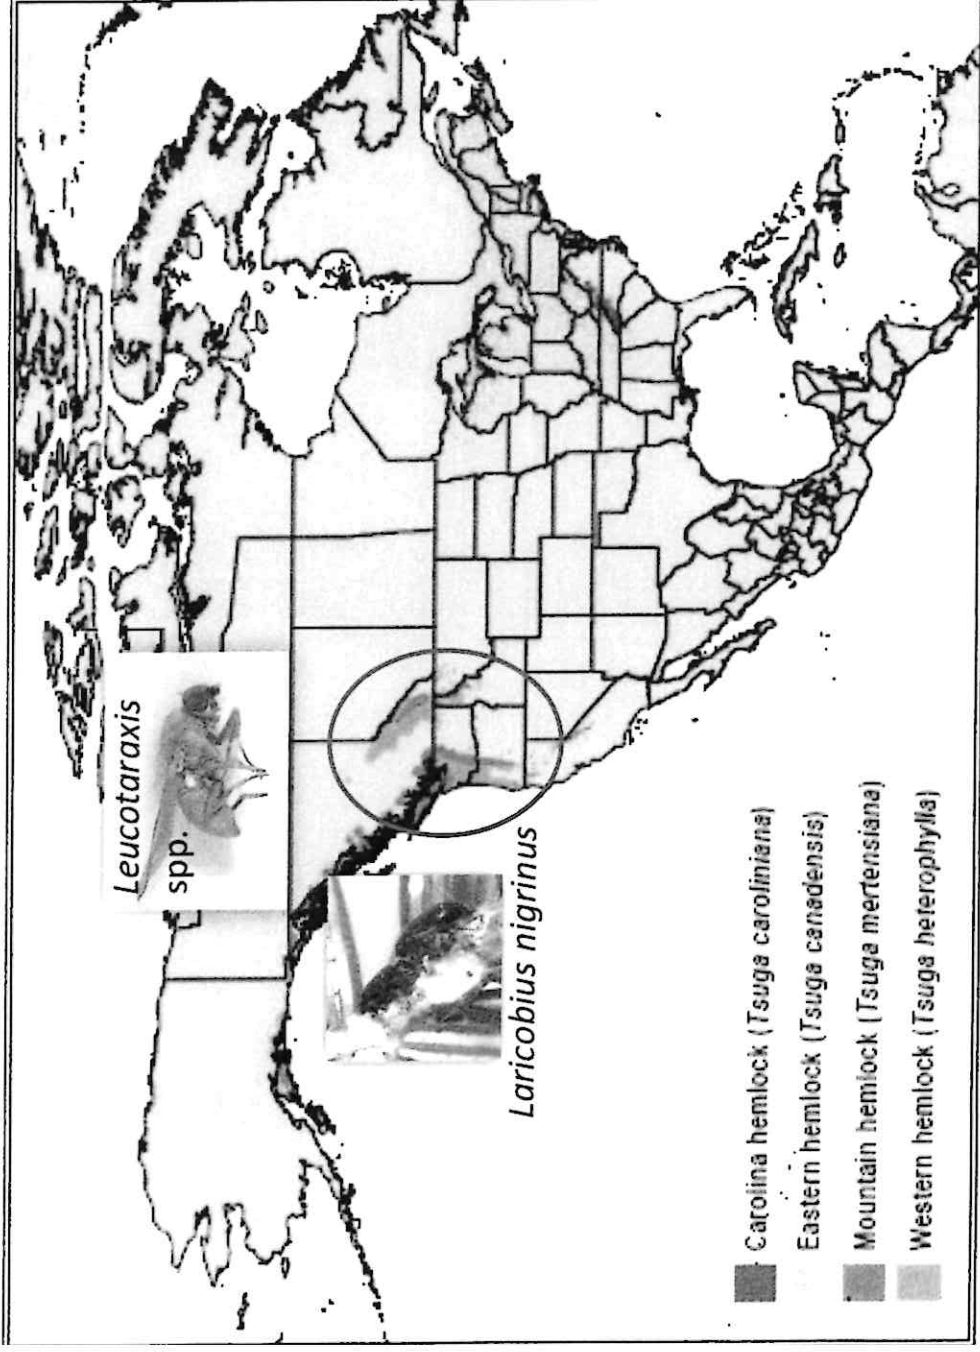 Leucotaraxis
spp.
Laricobius nigrinus
Carolina hemlock (Tsuga caroliniana)
Eastern hemlock (Tsuga canadensis)
Mountain hemlock (Tsuga mertensiana)
Western hemlock (Tsuga heterophylla)